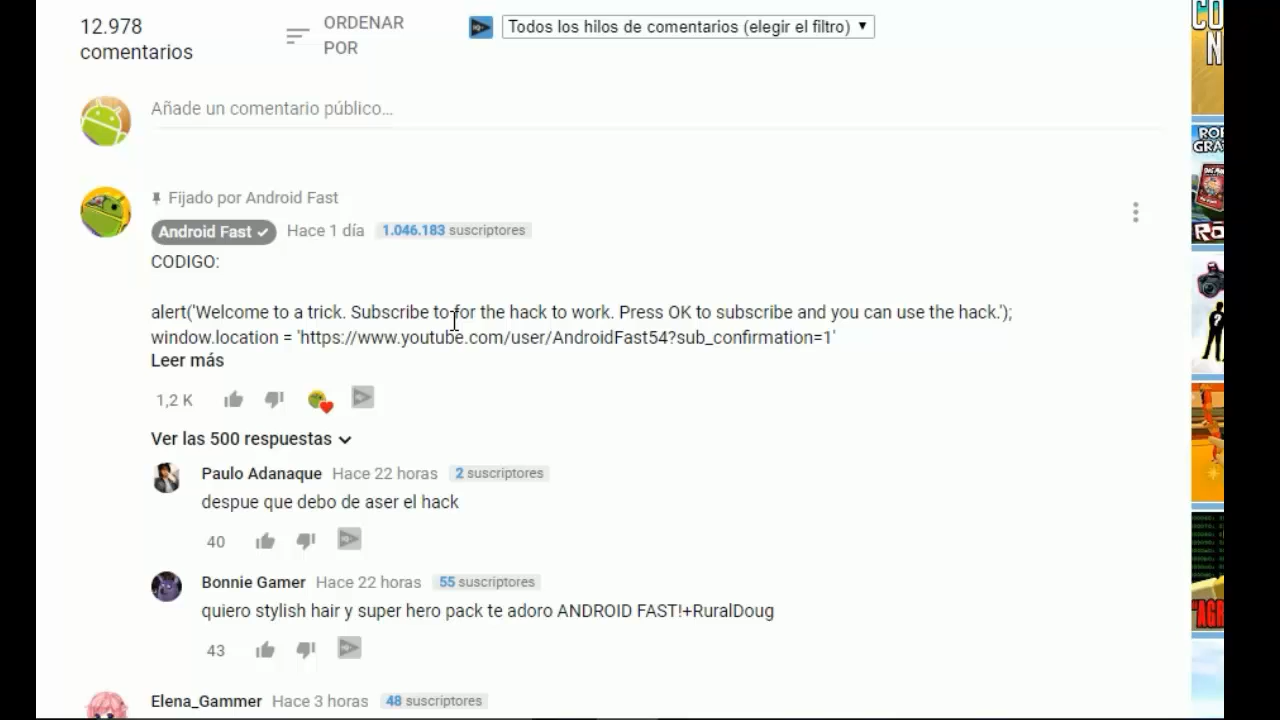 12.978
comentarios
ORDENAR
POR
Todos los hilos de comentarios (elegir el filtro)
Añade un comentario público...
Fijado por Android Fast
Android Fast Hace 1 día 1.046.183 suscriptores
CODIGO:
alert('Welcome to a trick. Subscribe to for the hack to work. Press OK to subscribe and you can use the hack.');
window.location = 'https://www.youtube.com/user/AndroidFast54?sub_confirmation=1'
Leer más
1,2 K
Ver las 500 respuestas
Paulo Adanaque Hace 22 horas 2 suscriptores
despue que debo de aser el hack
40
Bonnie Gamer Hace 22 horas 55 suscriptores
quiero stylish hair y super hero pack te adoro ANDROID FAST!+RuralDoug
43
Elena_Gammer Hace 3 horas 48 suscriptores
CO
N
GRA
RO
"AGR